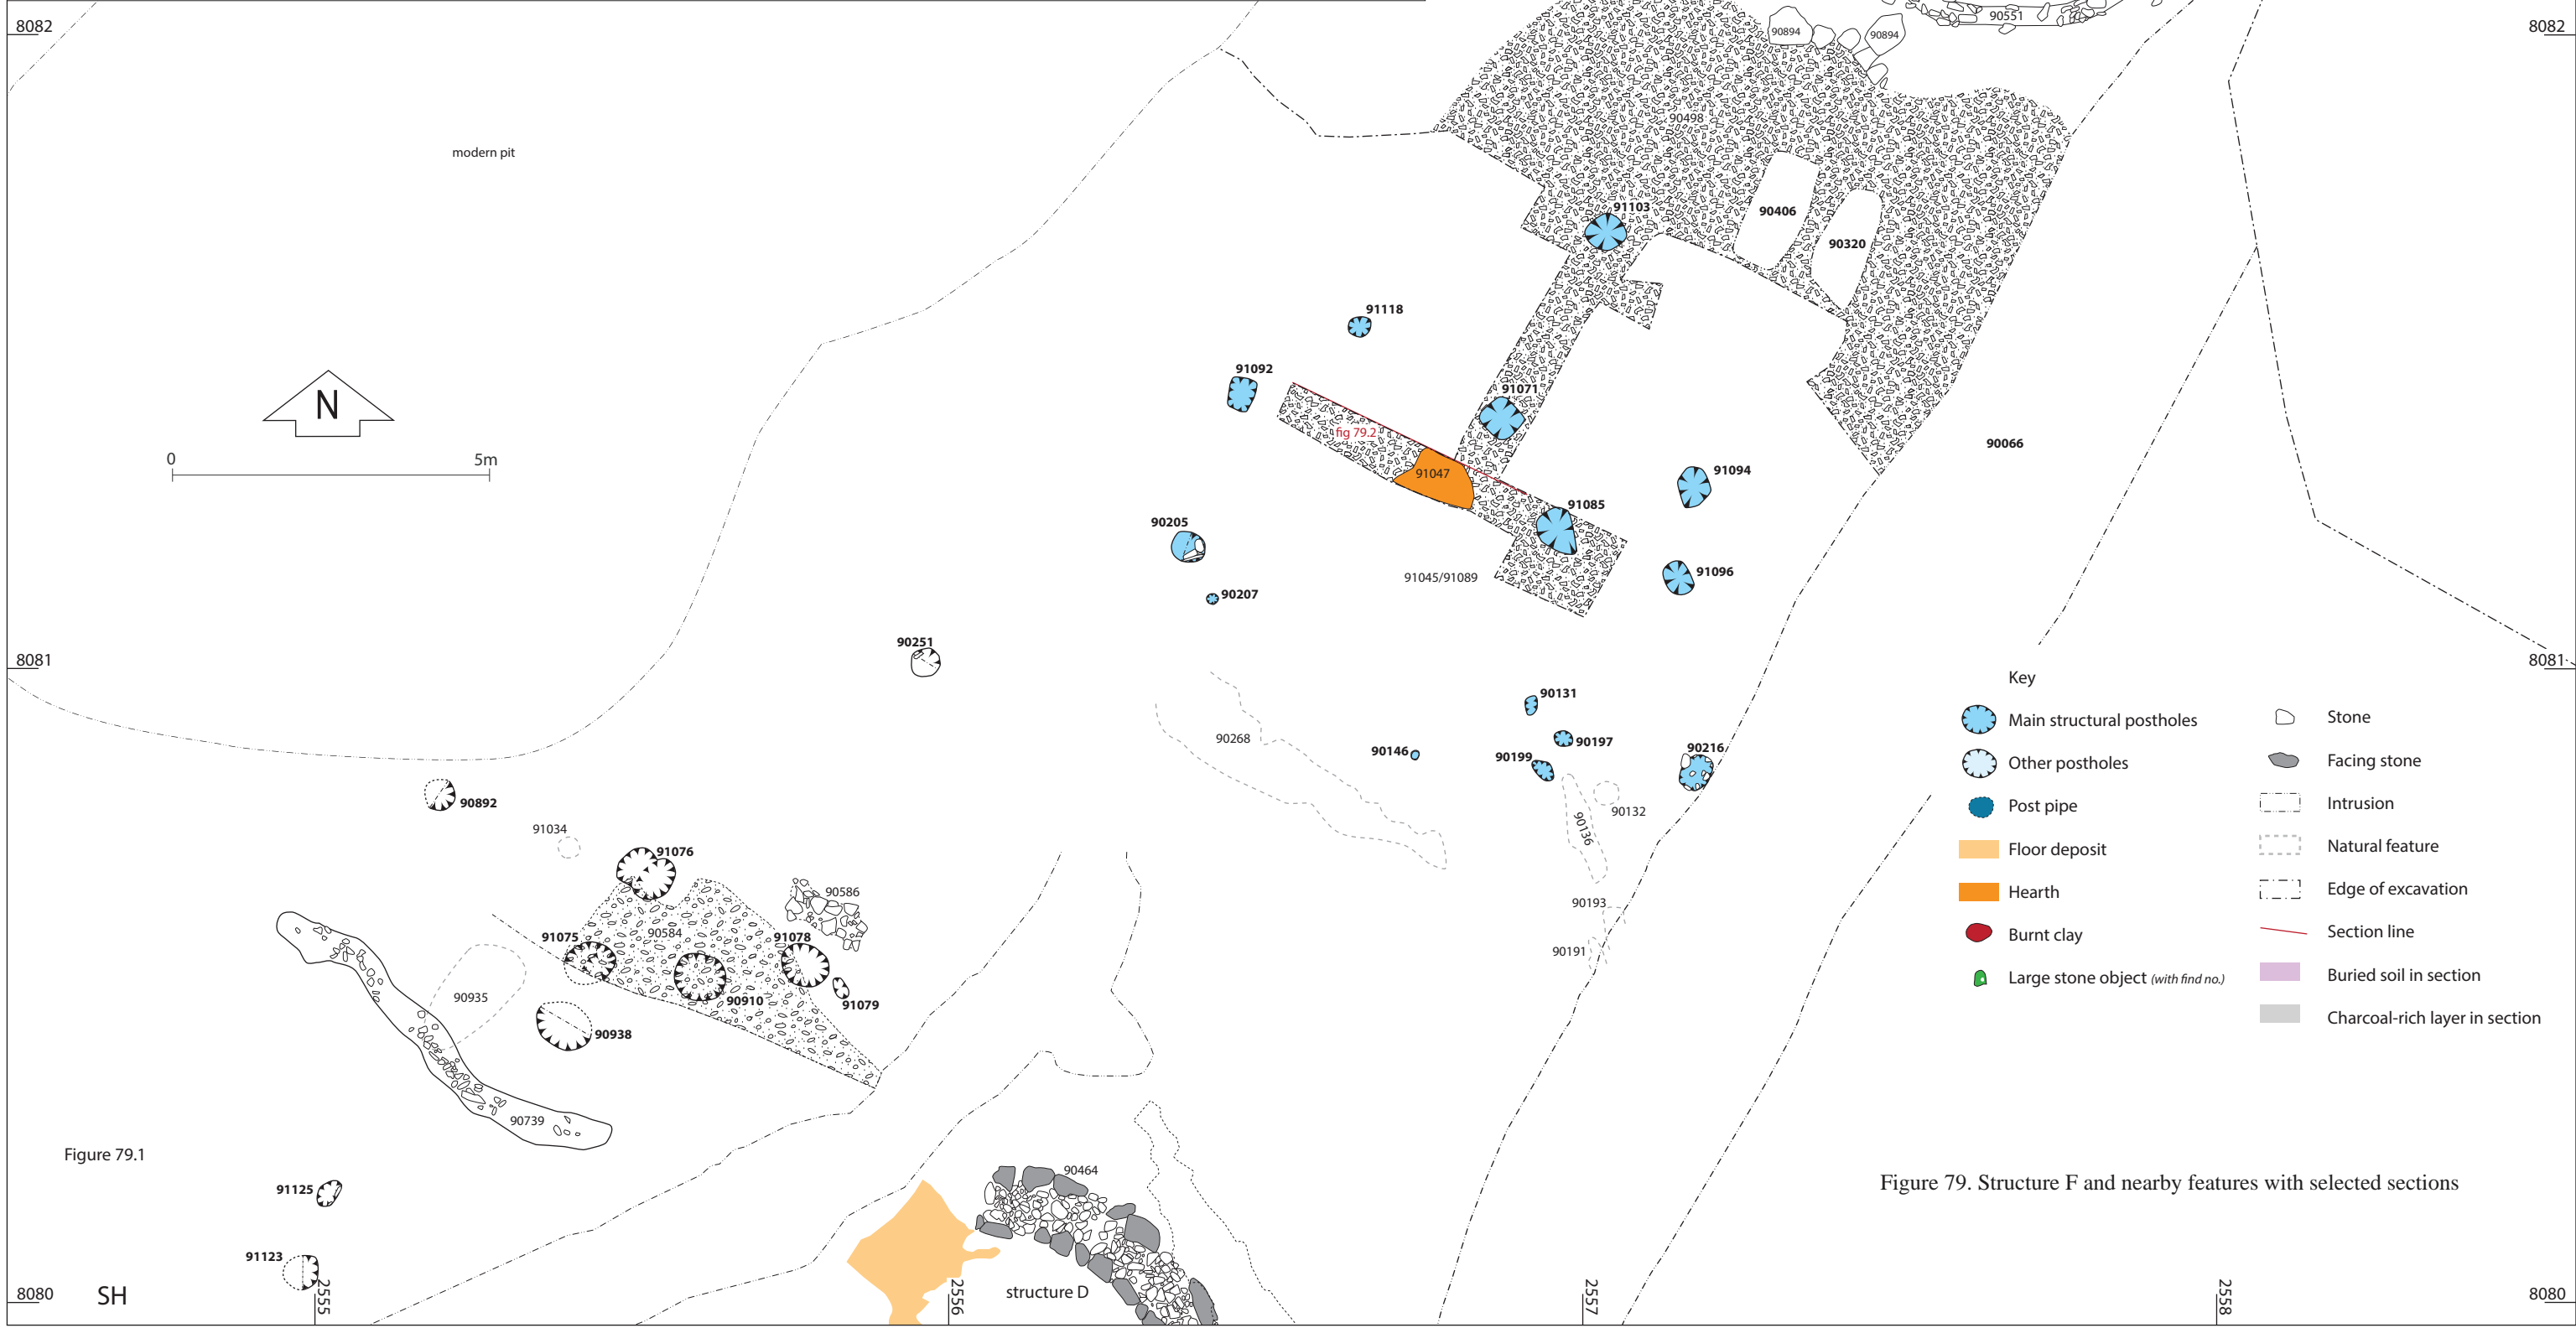 8082
8082
90551
90894
90894
90498
modern pit
91103
90406
90320
91118
91092
N
0
5m
91071
fig 79.2
91047
90066
91094
91085
90205
91045/91089
91096
90207
90251
8081
8081
Key
Main structural postholes
Other postholes
Post pipe
Floor deposit
Hearth
Burnt clay
Large stone object (with find no.)
Stone
Facing stone
Intrusion
Natural feature
Edge of excavation
Section line
Buried soil in section
Charcoal-rich layer in section
90131
90268
90146
90197
90199
90216
90892
90132
91034
90136
91076
90586
90193
91075
90584
91078
90191
90935
90910
91079
90938
90739
Figure 79.1
90464
Figure 79. Structure F and nearby features with selected sections
91125
91123
SH
structure D
8080
2555
2556
2557
2558
8080